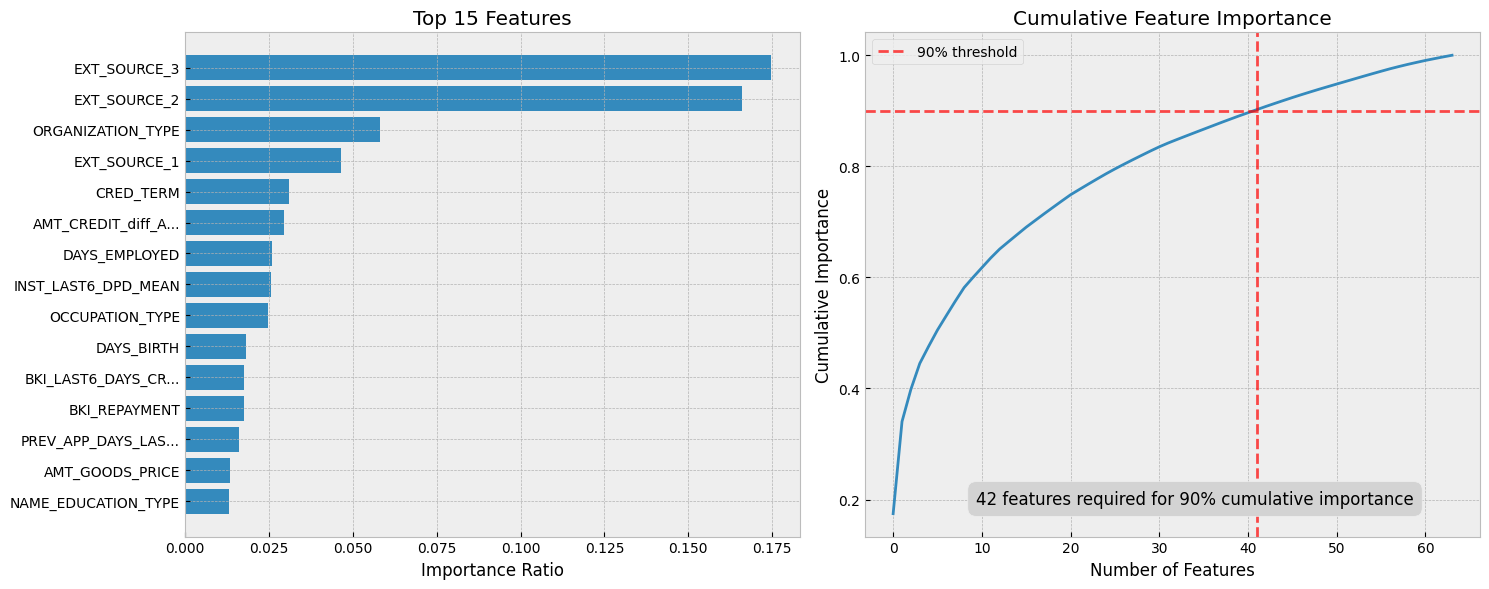 Top 15 Features
EXT_SOURCE_3
EXT_SOURCE_2
ORGANIZATION_TYPE
EXT_SOURCE_1
CRED_TERM
AMT_CREDIT_diff_A...
DAYS_EMPLOYED
INST_LAST6_DPD_MEAN
OCCUPATION_TYPE
DAYS_BIRTH
BKI_LAST6_DAYS_CR...
BKI_REPAYMENT
PREV_APP_DAYS_LAS...
AMT_GOODS_PRICE
NAME_EDUCATION_TYPE
0.000 0.025 0.050 0.075 0.100 0.125 0.150 0.175
Importance Ratio
Cumulative Feature Importance
90% threshold
Cumulative Importance
1.0
0.8
0.6
0.4
0.2
42 features required for 90% cumulative importance
0 10 20 30 40 50 60
Number of Features